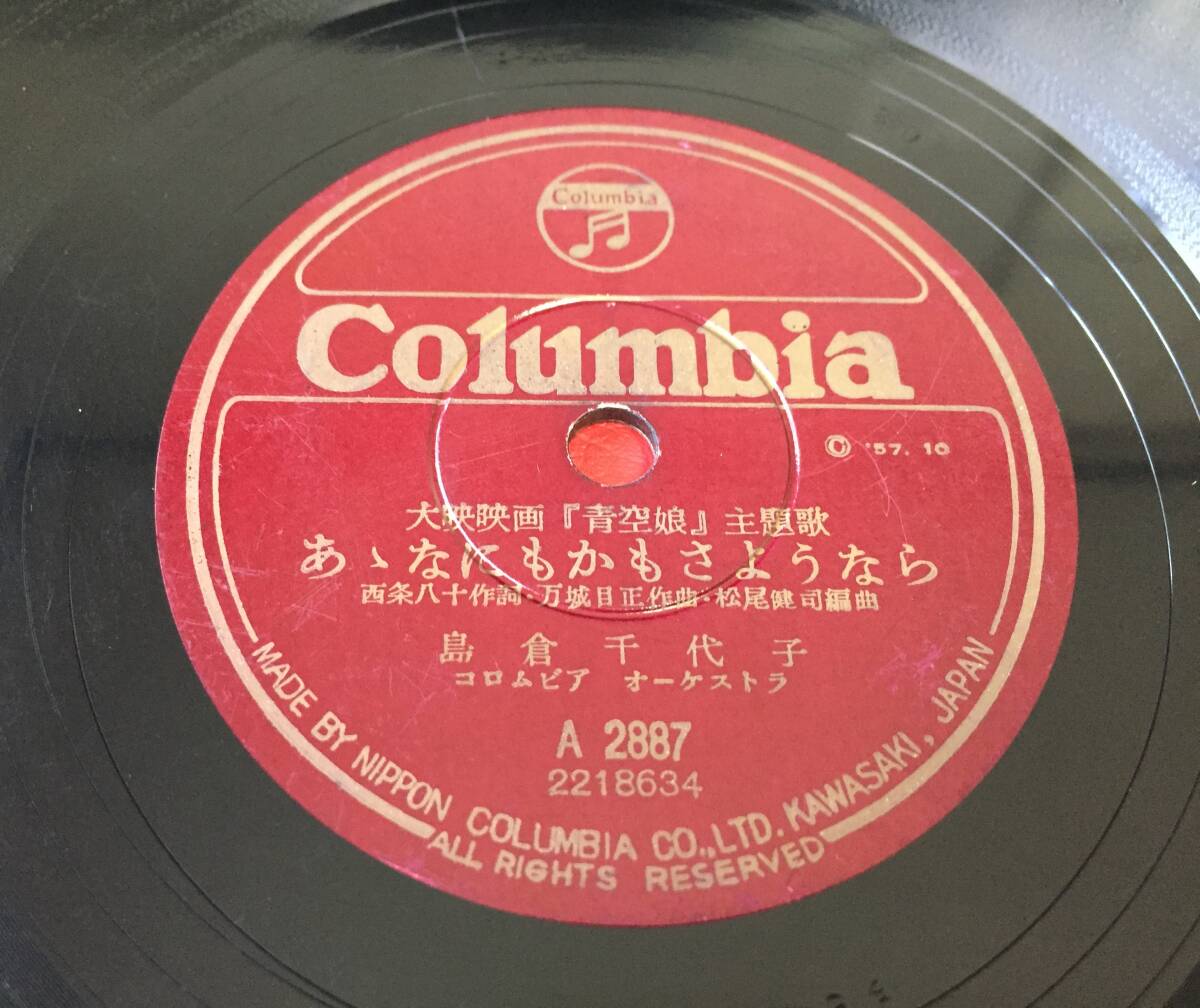 Columbia
Columbia
Ⓒ '57. 10
大映映画『青空娘』主題歌
あゝなにもかもさようなら
西条八十作詞・万城目正作曲・松尾健司編曲
島倉千代子
コロムビア オーケストラ
A 2887
2218634
MADE BY NIPPON COLUMBIA CO.,LTD. KAWASAKI, JAPAN
ALL RIGHTS RESERVED